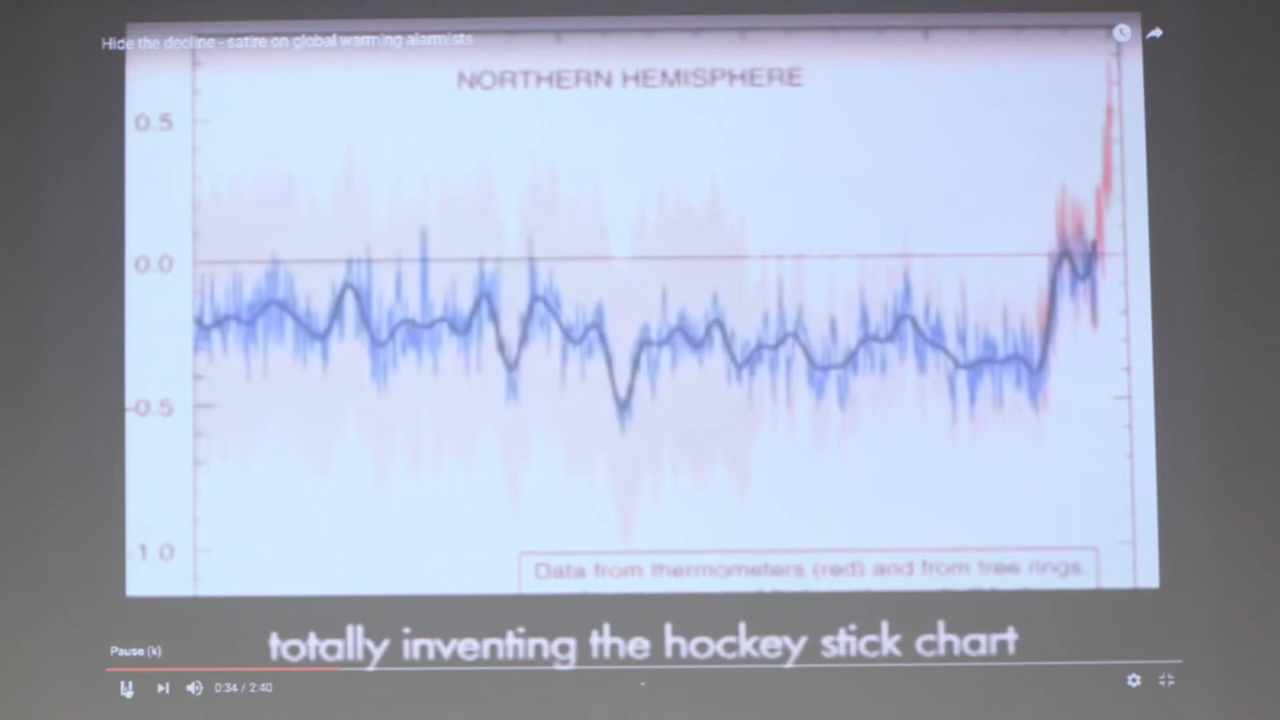 Hide the decline - satire on global warming alarmists
NORTHERN HEMISPHERE
0.5
0.0
-0.5
1.0
Data from thermometers (red) and from tree rings,
totally inventing the hockey stick chart
Pause (k)
0:34 / 2:40